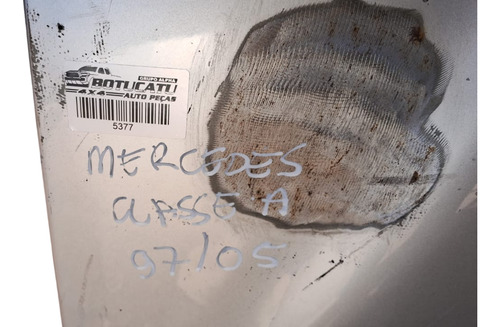 GRUPO ALPHA
BOTUCATU
4X4 AUTO PEÇAS
5377
MERCEDES
CLASSE A
97/05